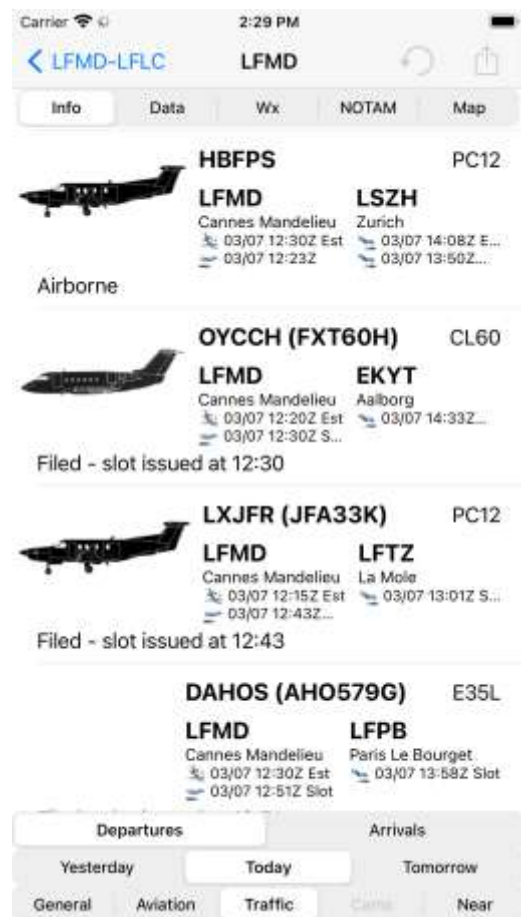 Carrier 2:29 PM
LFMD-LFLC LFMD
Info Data Wx NOTAM Map
HBFPS PC12
LFMD LSZH
Cannes Mandelieu Zurich
03/07 12:30Z Est 03/07 14:08Z E...
03/07 12:23Z 03/07 13:50Z...
Airborne
OYCCH (FXT60H) CL60
LFMD EKYT
Cannes Mandelieu Aalborg
03/07 12:20Z Est 03/07 14:33Z...
03/07 12:30Z S...
Filed - slot issued at 12:30
LXJFR (JFA33K) PC12
LFMD LFTZ
Cannes Mandelieu La Mole
03/07 12:15Z Est 03/07 13:01Z S...
03/07 12:43Z...
Filed - slot issued at 12:43
DAHOS (AHO579G) E35L
LFMD LFPB
Cannes Mandelieu Paris Le Bourget
03/07 12:30Z Est 03/07 13:58Z Slot
03/07 12:51Z Slot
Departures Arrivals
Yesterday Today Tomorrow
General Aviation Traffic Cams Near